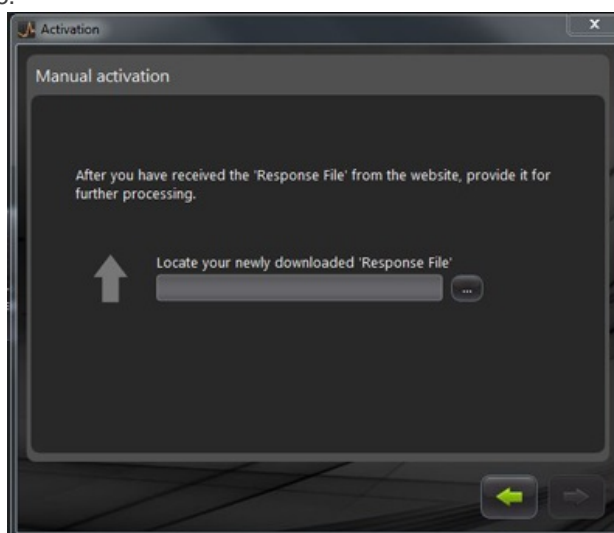 Activation
x
Manual activation
After you have received the 'Response File' from the website, provide it for
further processing.
Locate your newly downloaded 'Response File'
...